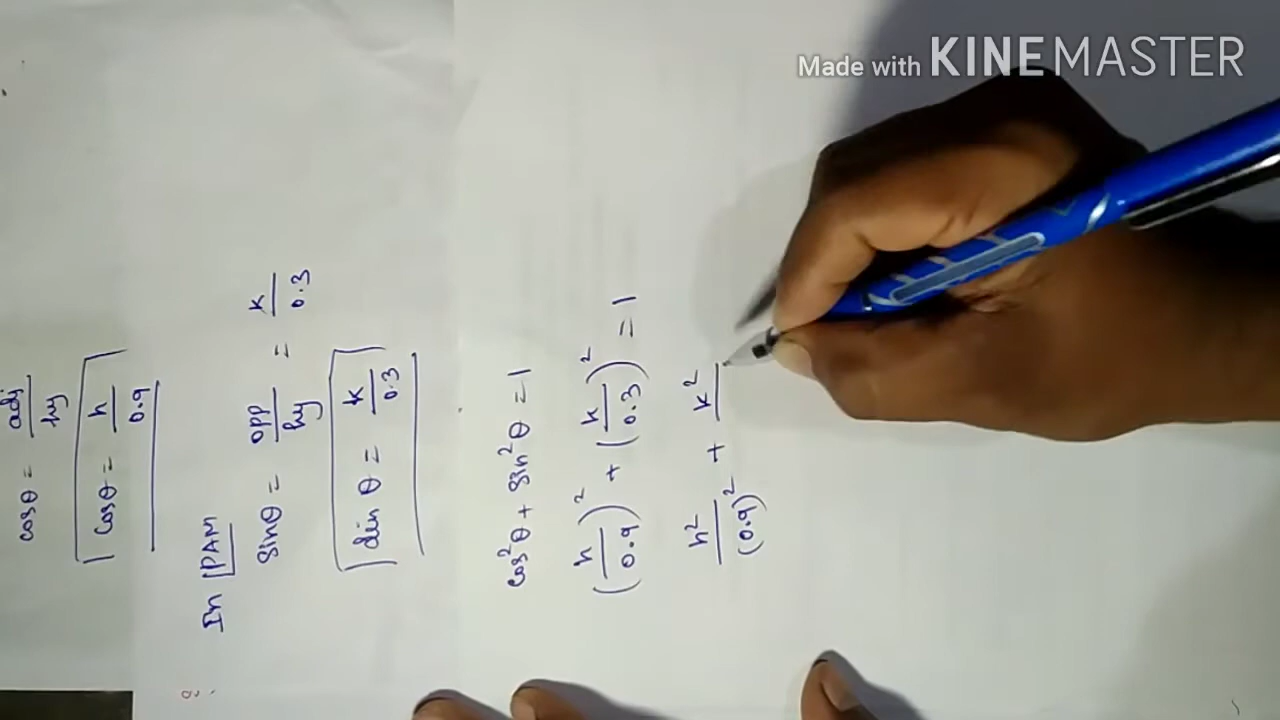 Made with KINEMASTER
cosθ = adj/hy
cosθ = h/0.9
In PAM
sinθ = opp/hy = k/0.3
sin θ = k/0.3
cos²θ + sin²θ = 1
(h/0.9)² + (k/0.3)² = 1
h²/(0.9)² + k²/